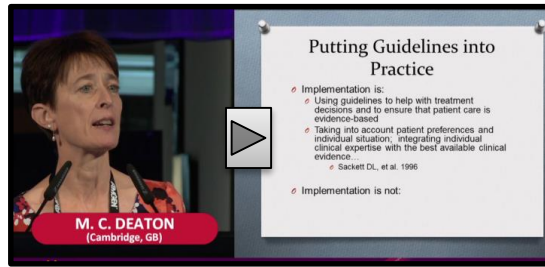 Putting Guidelines into
Practice
Implementation is:
Using guidelines to help with treatment
decisions and to ensure that patient care is
evidence-based
Taking into account patient preferences and
individual situation; integrating individual
clinical expertise with the best available clinical
evidence…
Sackett DL, et al. 1996
Implementation is not:
M. C. DEATON
(Cambridge, GB)